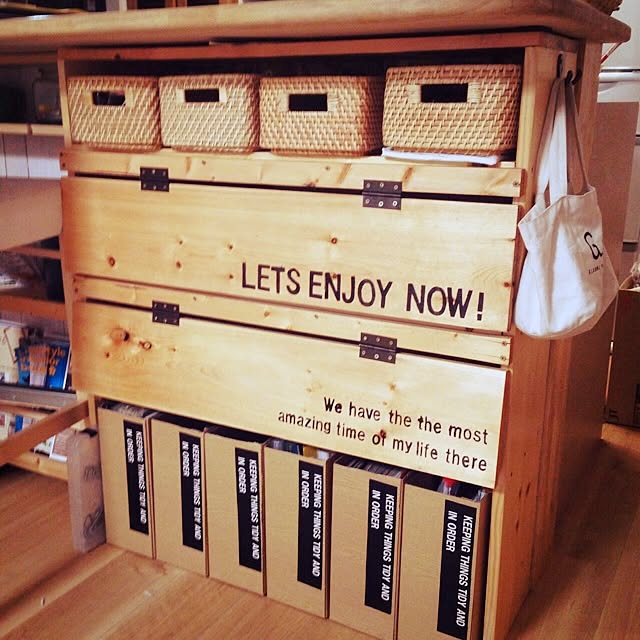 LETS ENJOY NOW!
We have the the most
amazing time of my life there
KEEPING THINGS TIDY AND
IN ORDER
KEEPING THINGS TIDY AND
IN ORDER
KEEPING THINGS TIDY AND
IN ORDER
KEEPING THINGS TIDY AND
IN ORDER
KEEPING THINGS TIDY AND
IN ORDER
KEEPING THINGS TIDY AND
IN ORDER